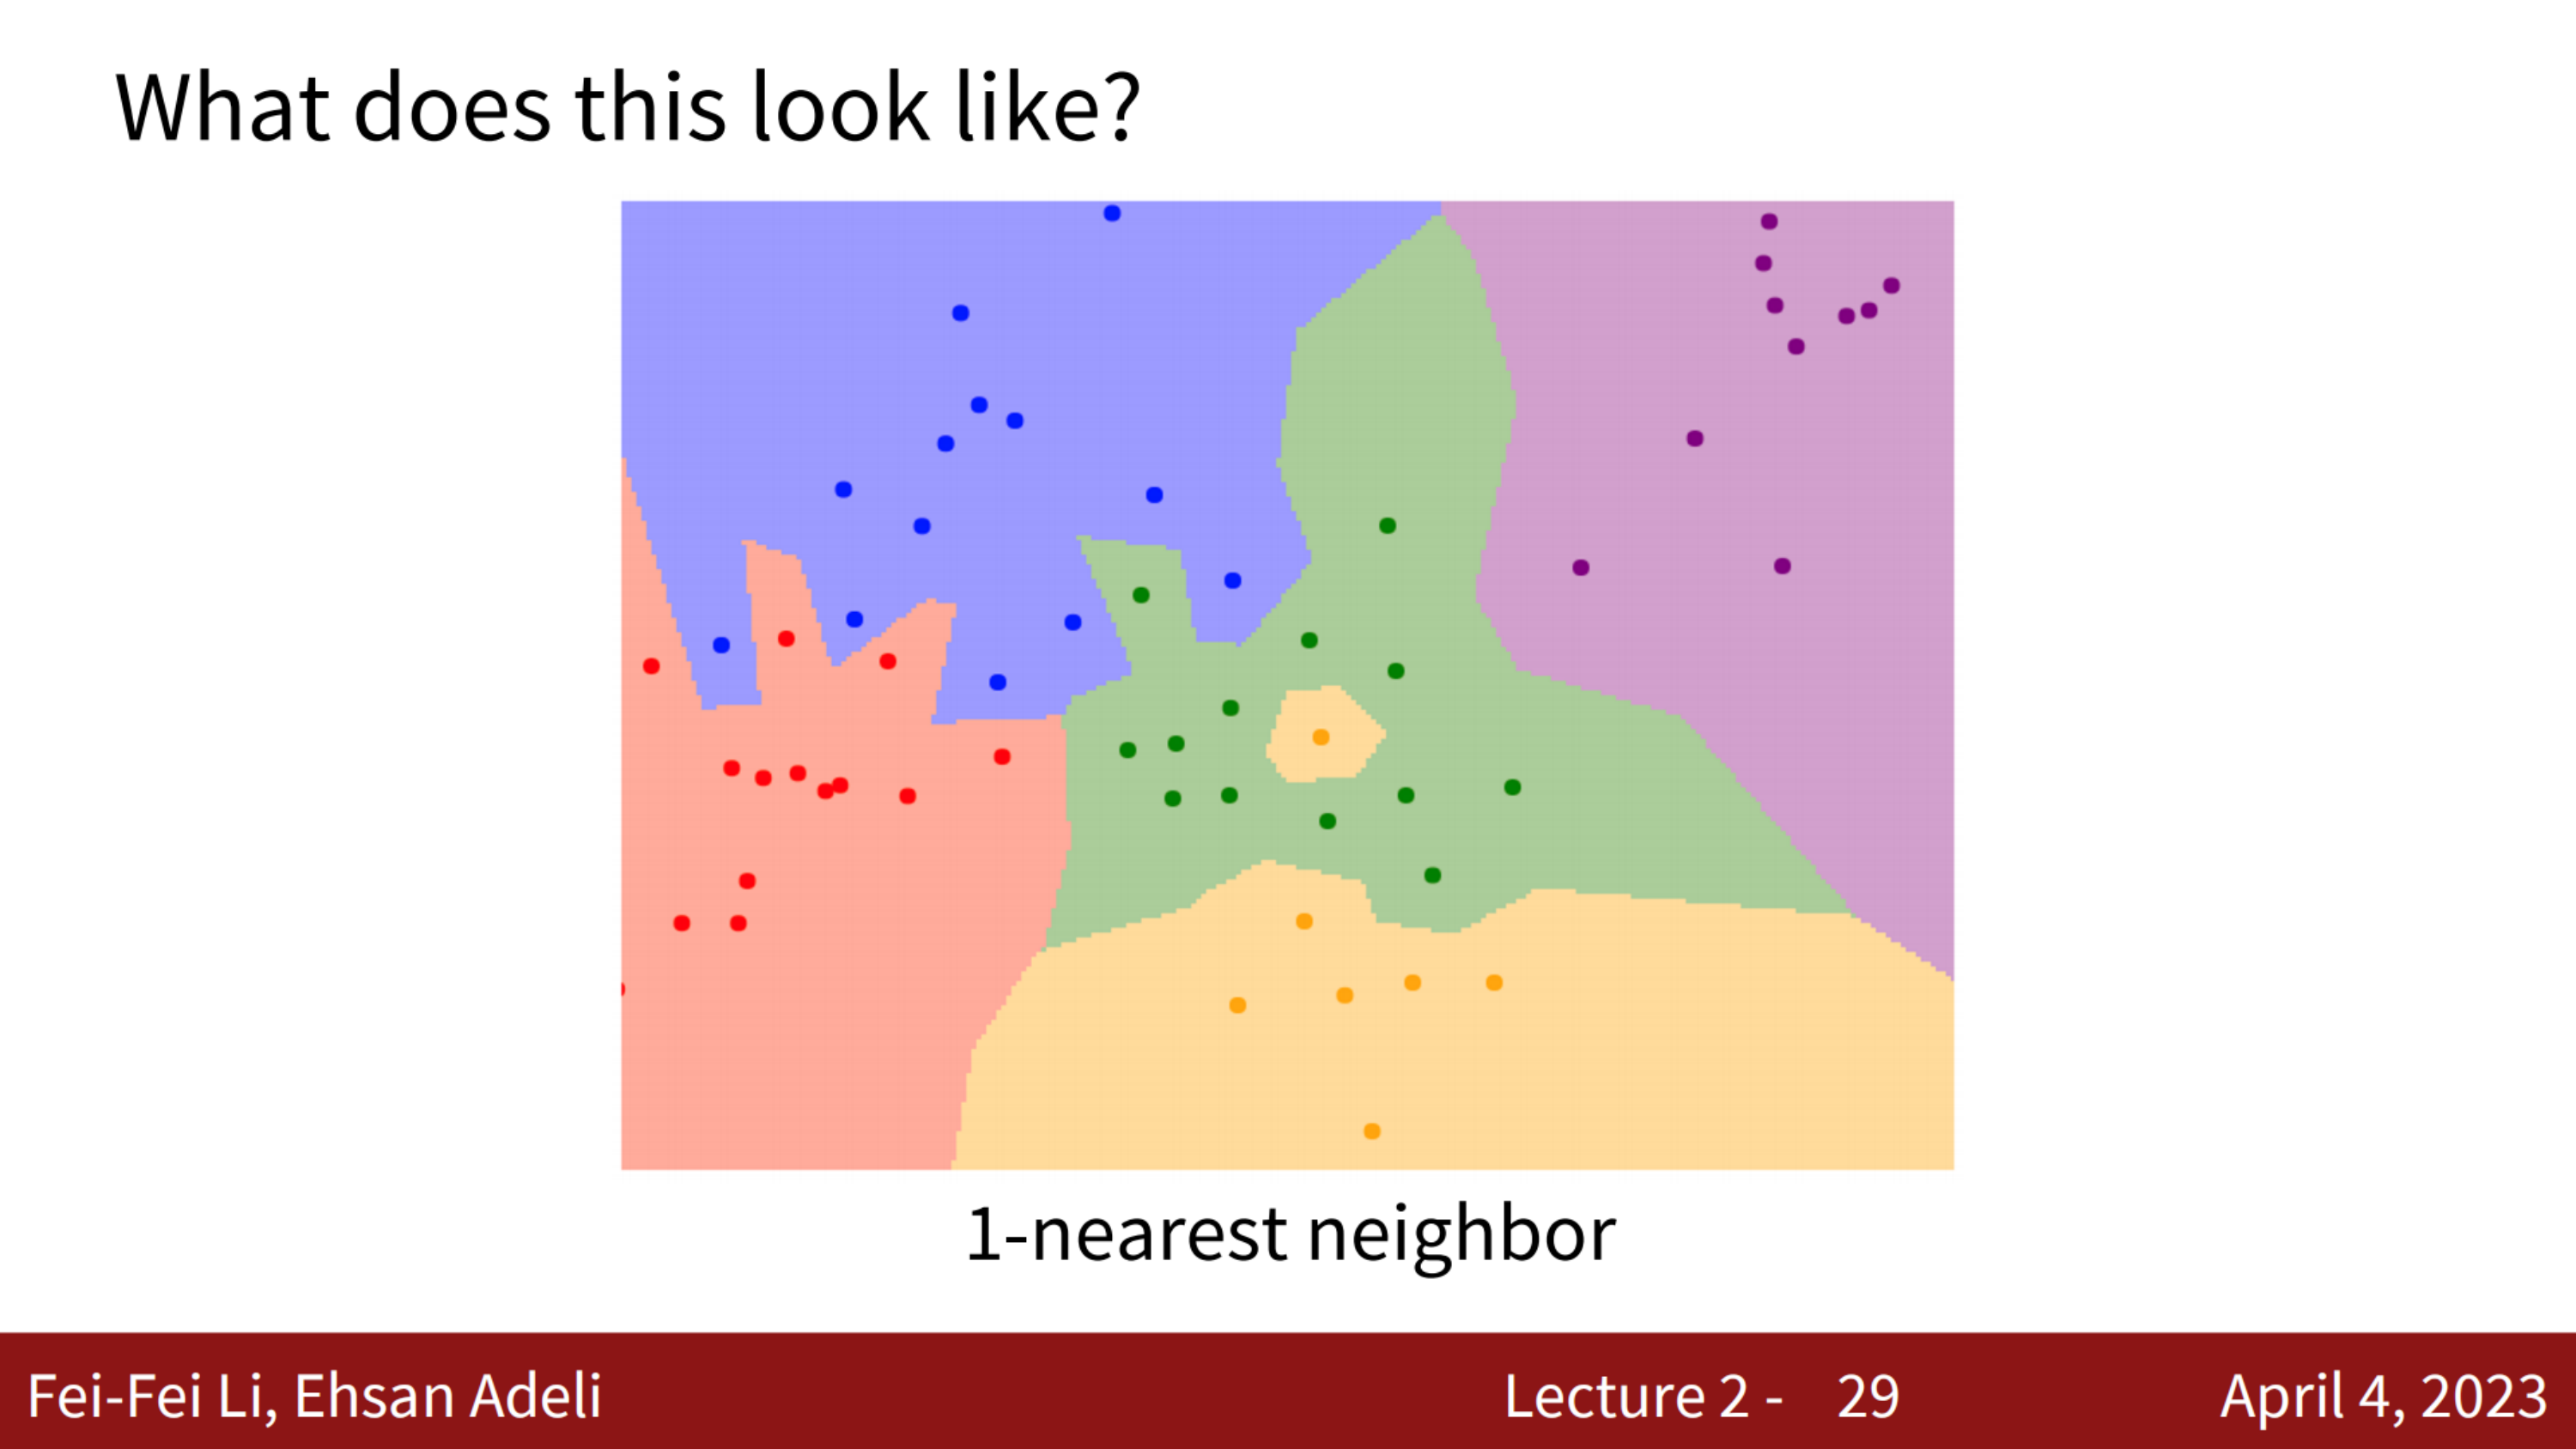 What does this look like?
1-nearest neighbor
Fei-Fei Li, Ehsan Adeli
Lecture 2 - 29
April 4, 2023